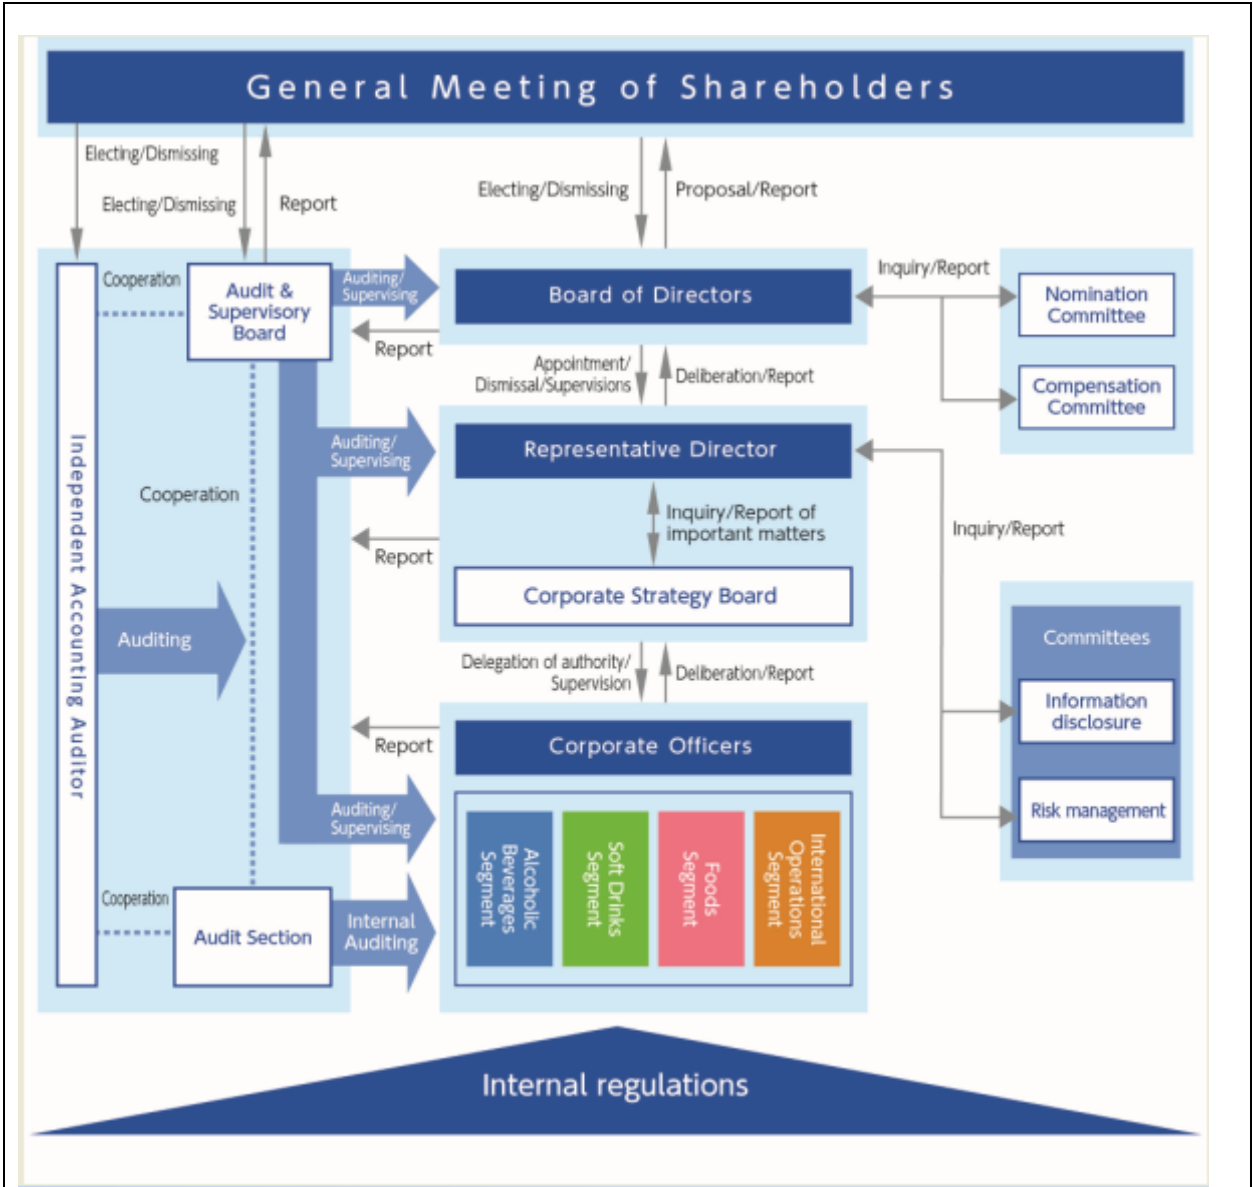 General Meeting of Shareholders
Electing/Dismissing
Electing/Dismissing
Report
Electing/Dismissing
Proposal/Report
Cooperation
Audit &
Supervisory
Board
Auditing/
Supervising
Report
Board of Directors
Inquiry/Report
Nomination
Committee
Compensation
Committee
Appointment/
Dismissal/Supervisions
Deliberation/Report
Independent Accounting Auditor
Cooperation
Auditing/
Supervising
Report
Representative Director
Inquiry/Report of
important matters
Corporate Strategy Board
Inquiry/Report
Auditing
Delegation of authority/
Supervision
Deliberation/Report
Committees
Information
disclosure
Risk management
Report
Corporate Officers
Auditing/
Supervising
Alcoholic
Beverages
Segment
Soft Drinks
Segment
Foods
Segment
International
Operations
Segment
Cooperation
Audit Section
Internal
Auditing
Internal regulations